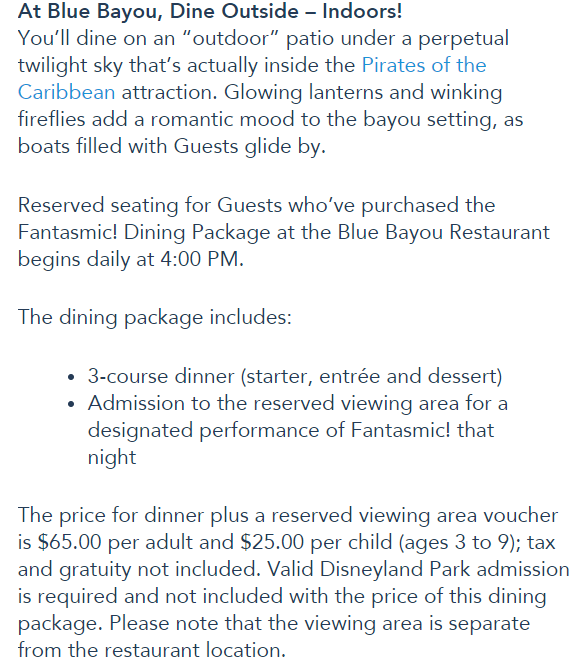 At Blue Bayou, Dine Outside – Indoors!
You’ll dine on an “outdoor” patio under a perpetual
twilight sky that’s actually inside the Pirates of the
Caribbean attraction. Glowing lanterns and winking
fireflies add a romantic mood to the bayou setting, as
boats filled with Guests glide by.
Reserved seating for Guests who’ve purchased the
Fantasmic! Dining Package at the Blue Bayou Restaurant
begins daily at 4:00 PM.
The dining package includes:
• 3-course dinner (starter, entrée and dessert)
• Admission to the reserved viewing area for a
designated performance of Fantasmic! that
night
The price for dinner plus a reserved viewing area voucher
is $65.00 per adult and $25.00 per child (ages 3 to 9); tax
and gratuity not included. Valid Disneyland Park admission
is required and not included with the price of this dining
package. Please note that the viewing area is separate
from the restaurant location.